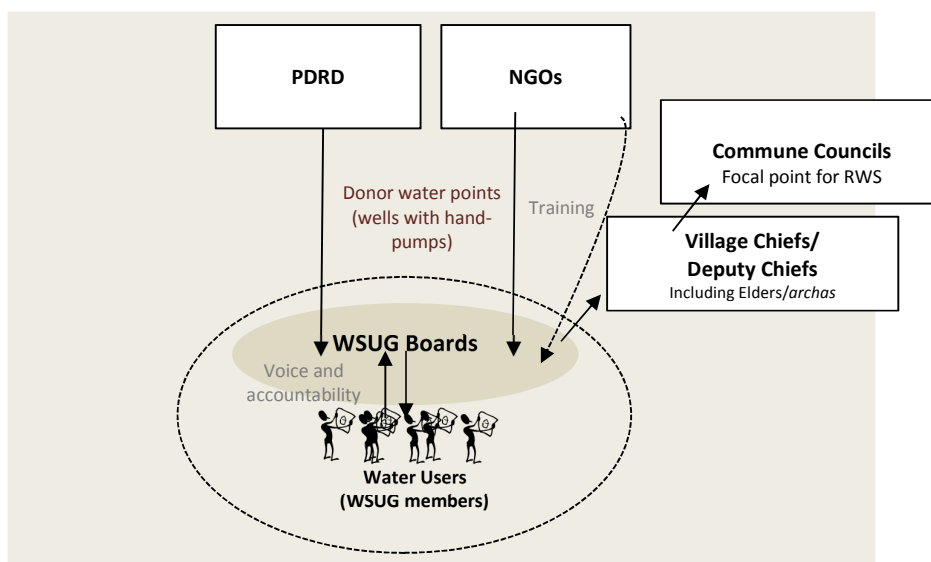 PDRD
NGOs
Commune Councils
Focal point for RWS
Donor water points
(wells with hand-
pumps)
Training
Village Chiefs/
Deputy Chiefs
Including Elders/archas
WSUG Boards
Voice and
accountability
Water Users
(WSUG members)